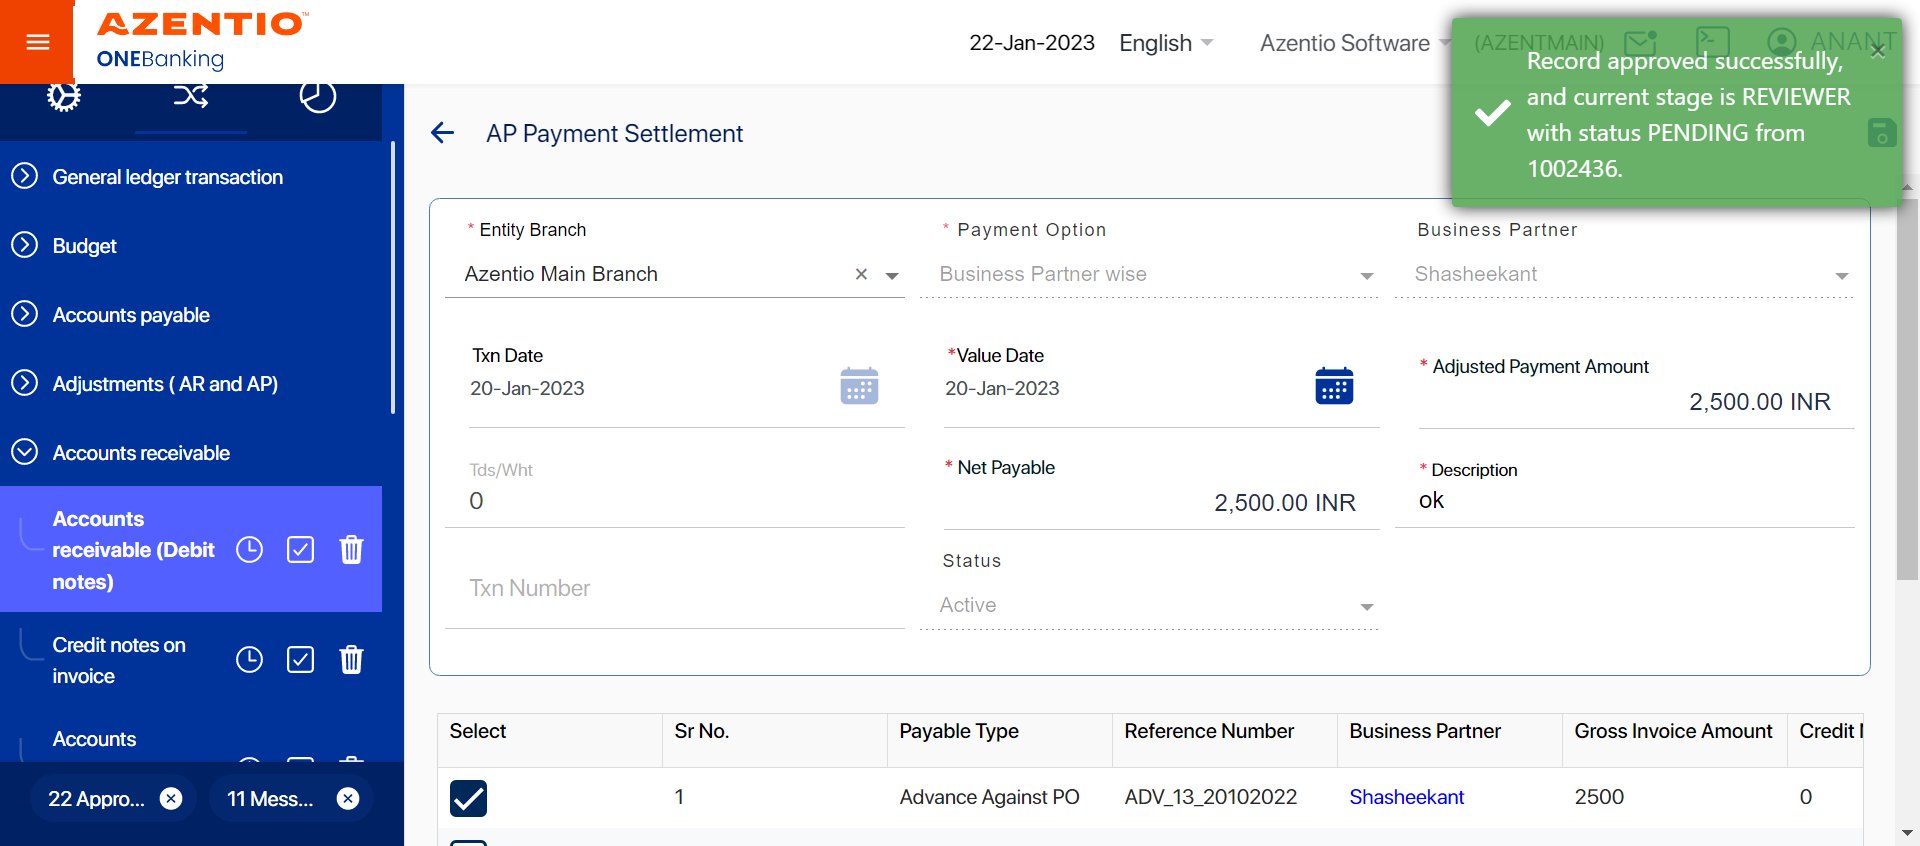 AZENTIO™
ONEBanking
22-Jan-2023 English Azentio Software (AZENTMAIN) ANANT
Record approved successfully,
and current stage is REVIEWER
with status PENDING from
1002436.
AP Payment Settlement
General ledger transaction
Budget
Accounts payable
Adjustments ( AR and AP)
Accounts receivable
Accounts
receivable (Debit
notes)
Credit notes on
invoice
Accounts
22 Appro... 11 Mess...
* Entity Branch * Payment Option Business Partner
Azentio Main Branch Business Partner wise Shasheekant
Txn Date *Value Date * Adjusted Payment Amount
20-Jan-2023 20-Jan-2023 2,500.00 INR
Tds/Wht * Net Payable * Description
0 2,500.00 INR ok
Status
Txn Number Active
Select Sr No. Payable Type Reference Number Business Partner Gross Invoice Amount Credit
1 Advance Against PO ADV_13_20102022 Shasheekant 2500 0